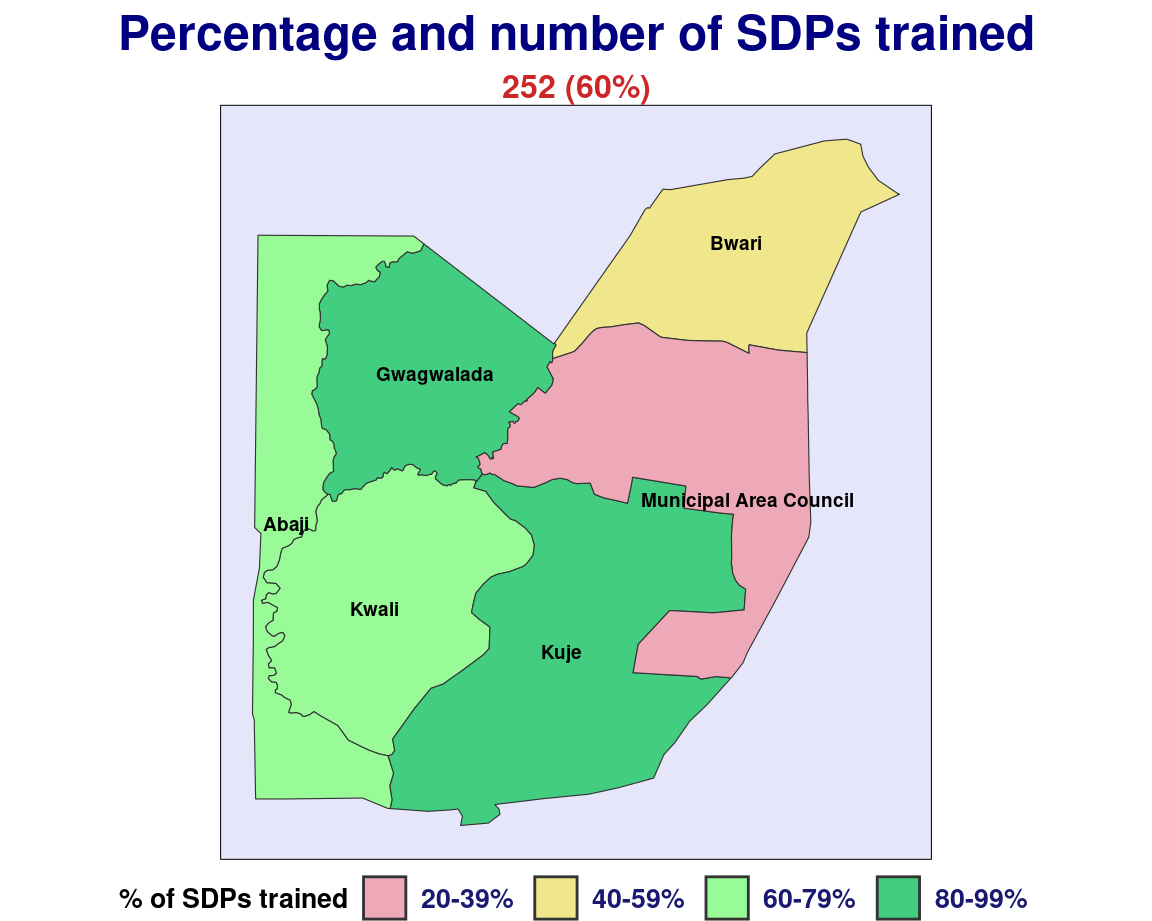 Percentage and number of SDPs trained
252 (60%)
Bwari
Gwagwalada
Municipal Area Council
Abaji
Kwali
Kuje
% of SDPs trained 20-39% 40-59% 60-79% 80-99%